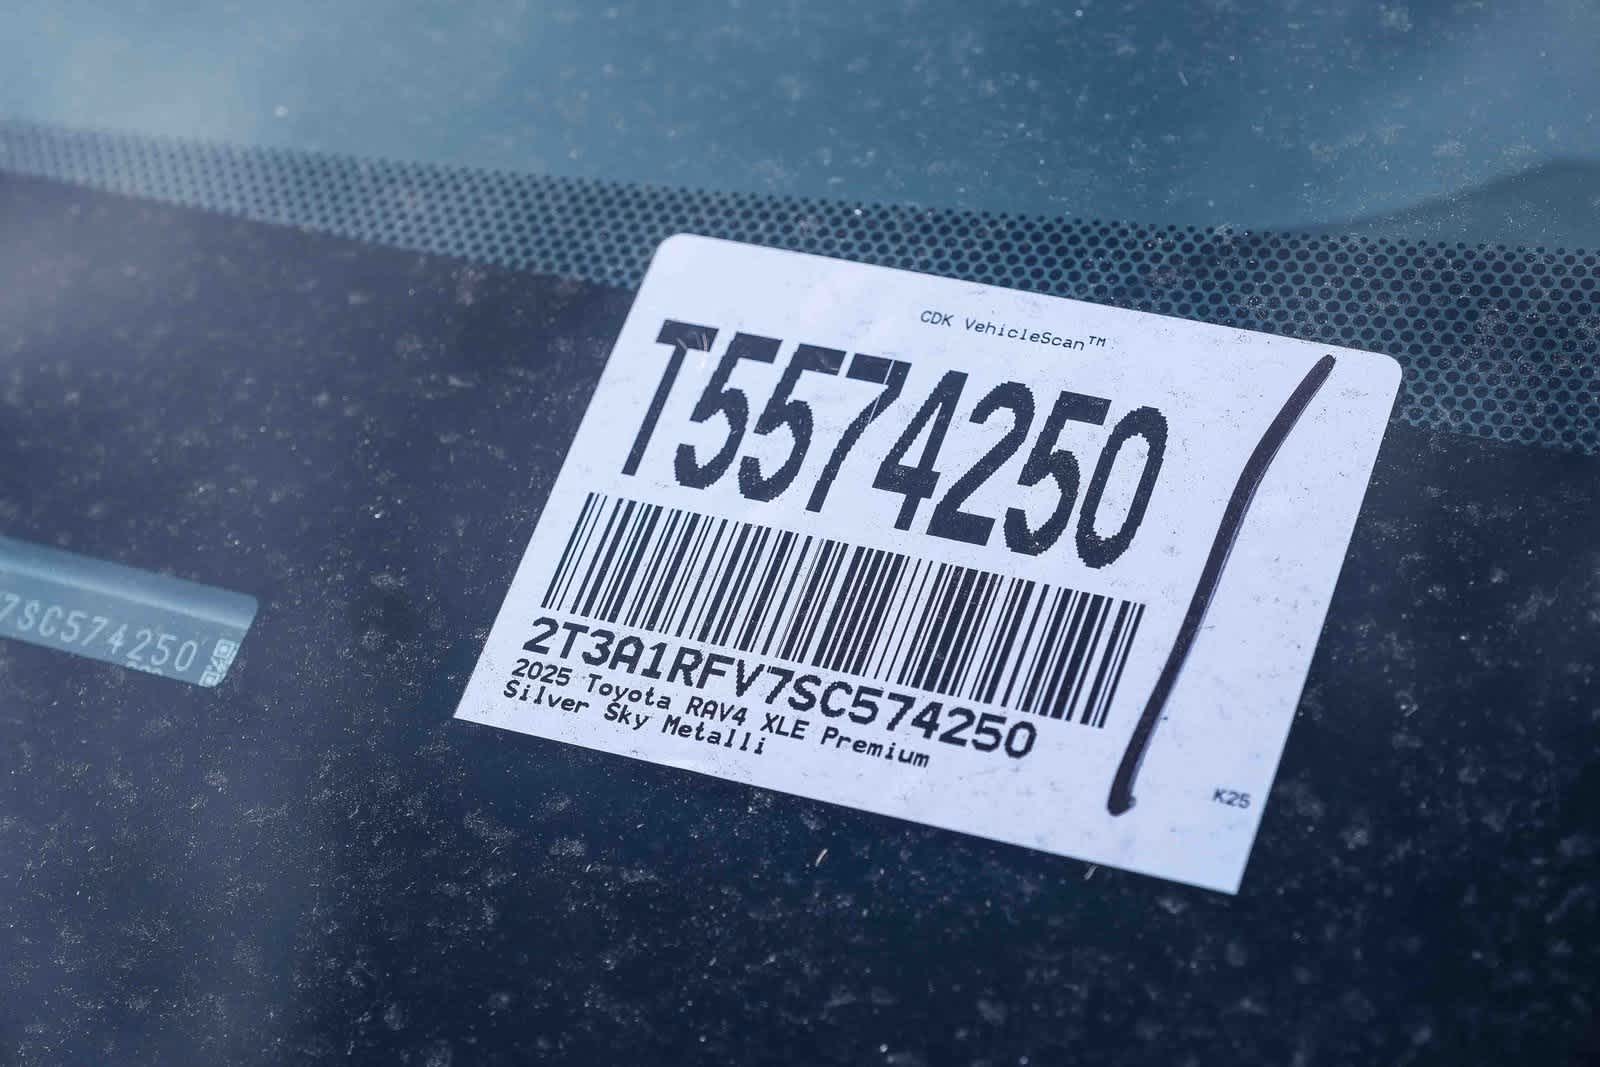 CDK VehicleScan™
T5574250
2T3A1RFV7SC574250
2025 Toyota RAV4 XLE Premium
Silver Sky Metalli
K25
7SC574250